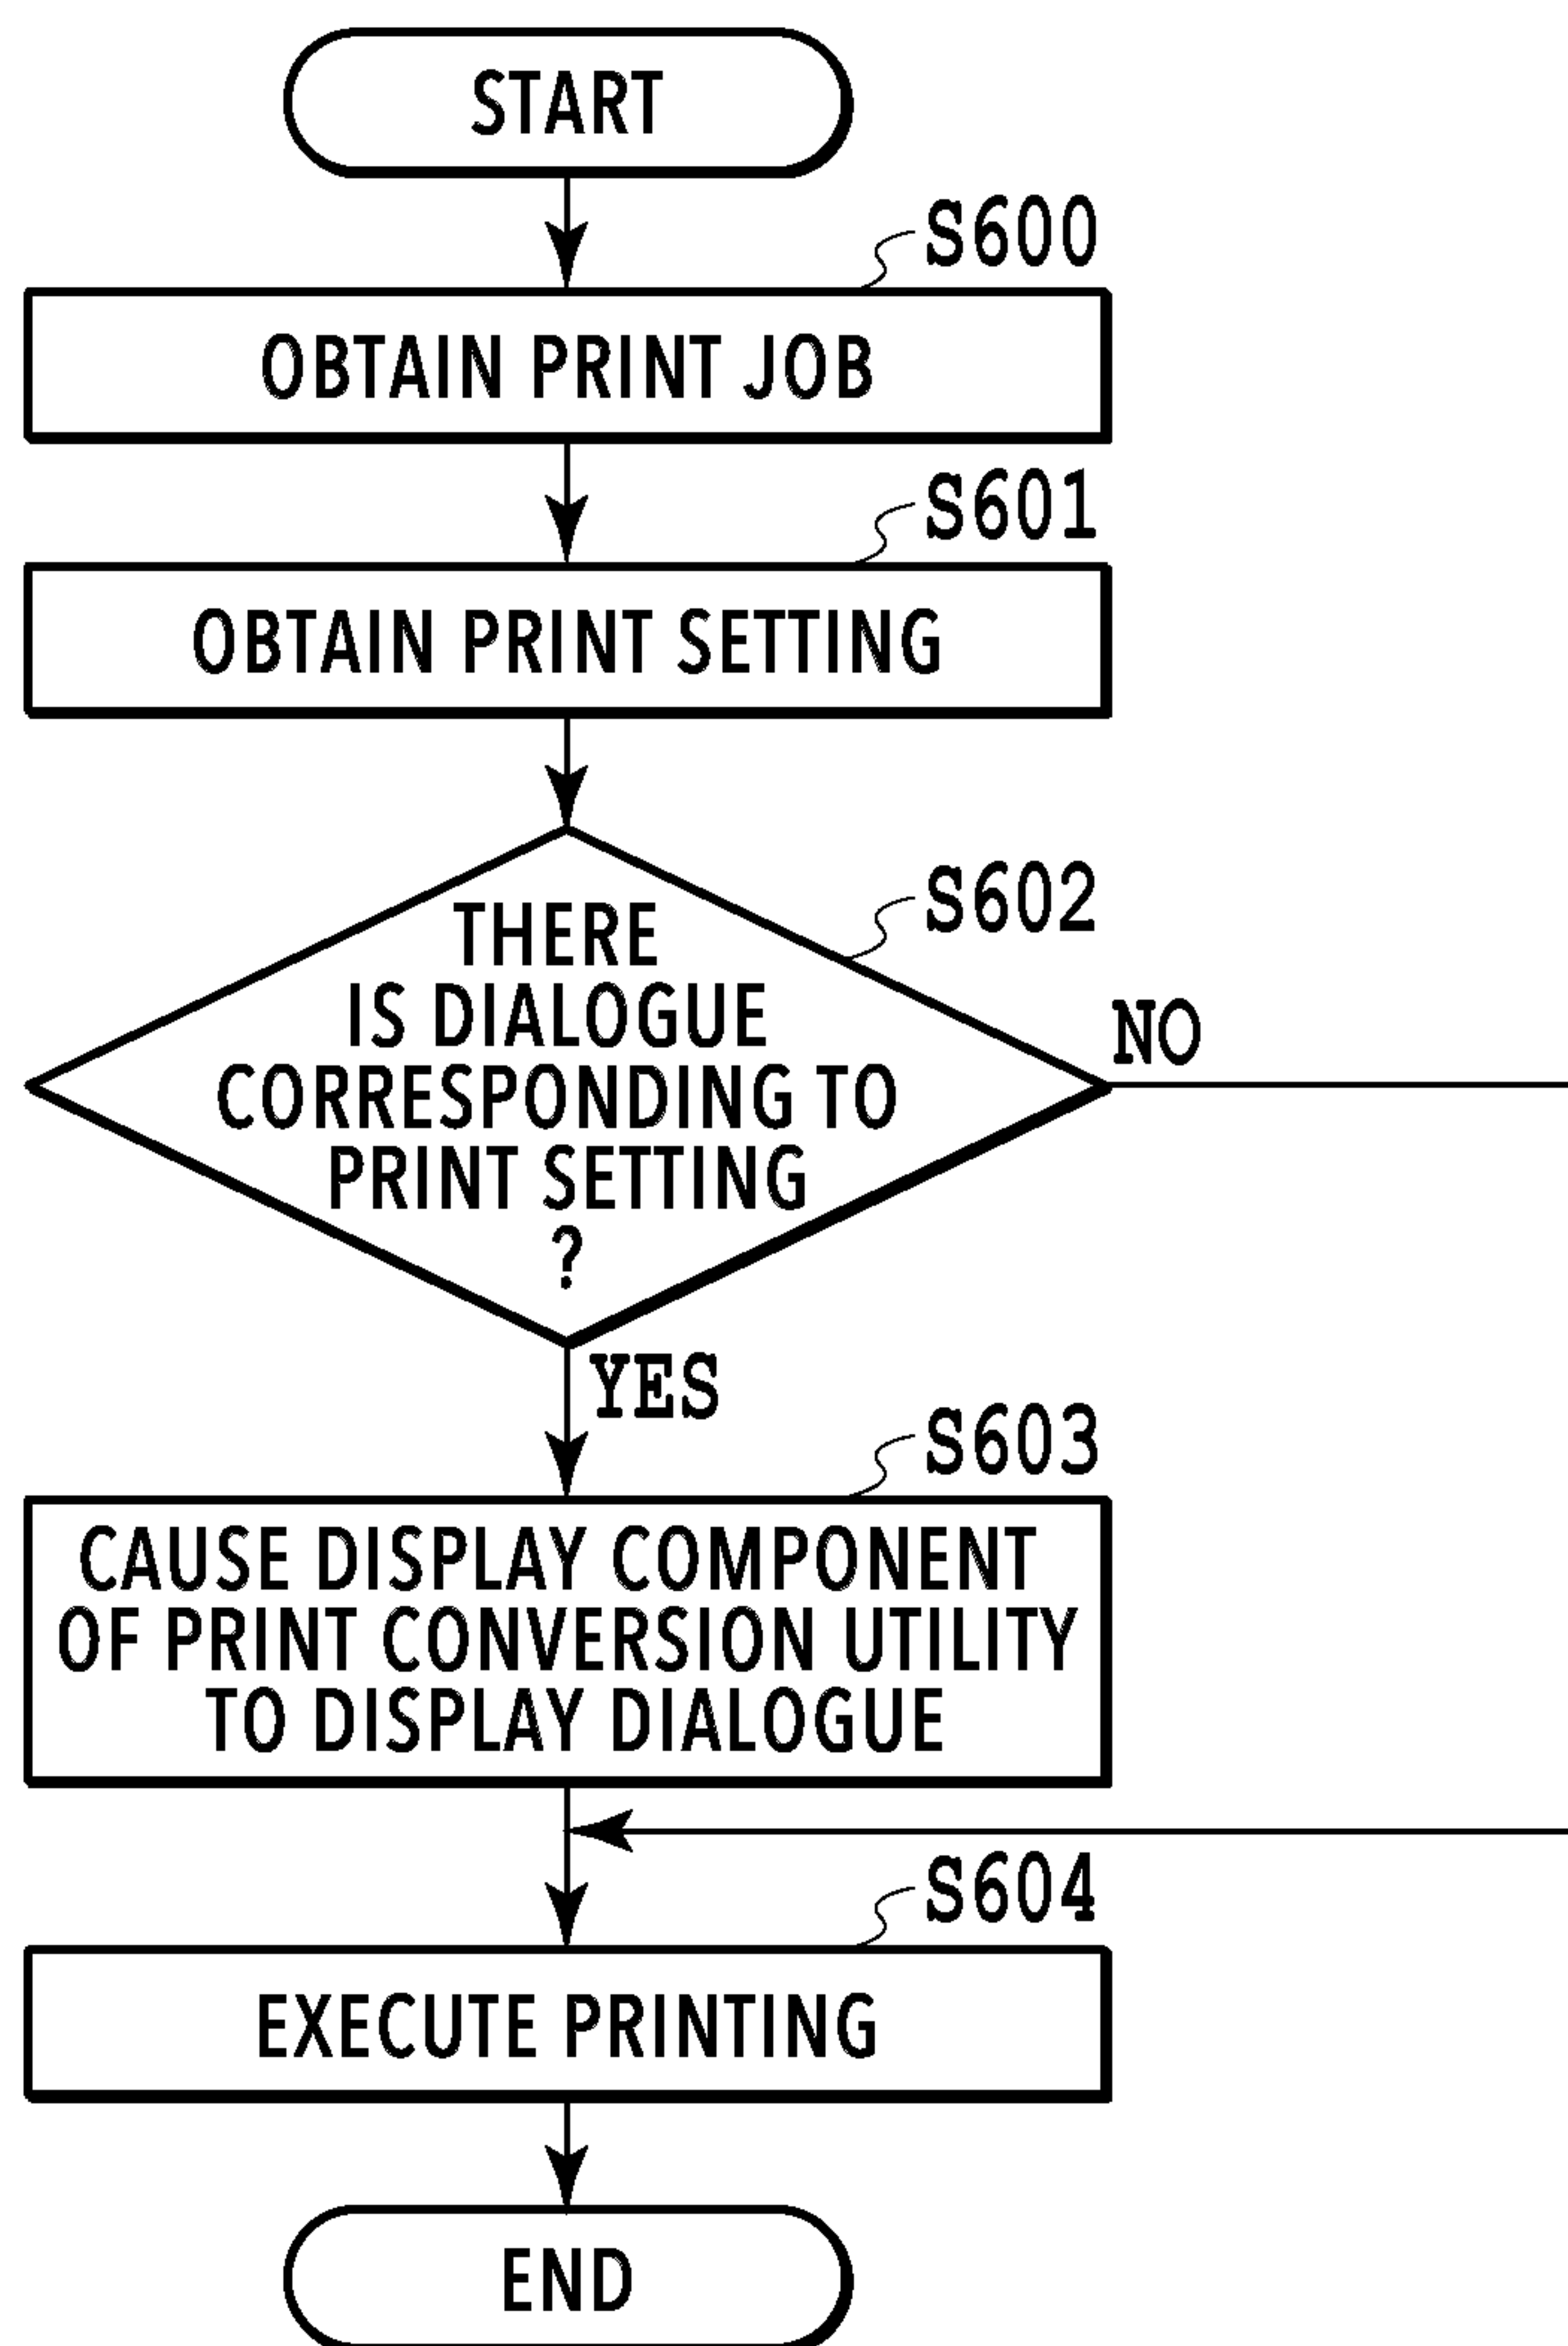 START
S600
OBTAIN PRINT JOB
S601
OBTAIN PRINT SETTING
S602
THERE
IS DIALOGUE
CORRESPONDING TO
PRINT SETTING
?
NO
YES
S603
CAUSE DISPLAY COMPONENT
OF PRINT CONVERSION UTILITY
TO DISPLAY DIALOGUE
S604
EXECUTE PRINTING
END